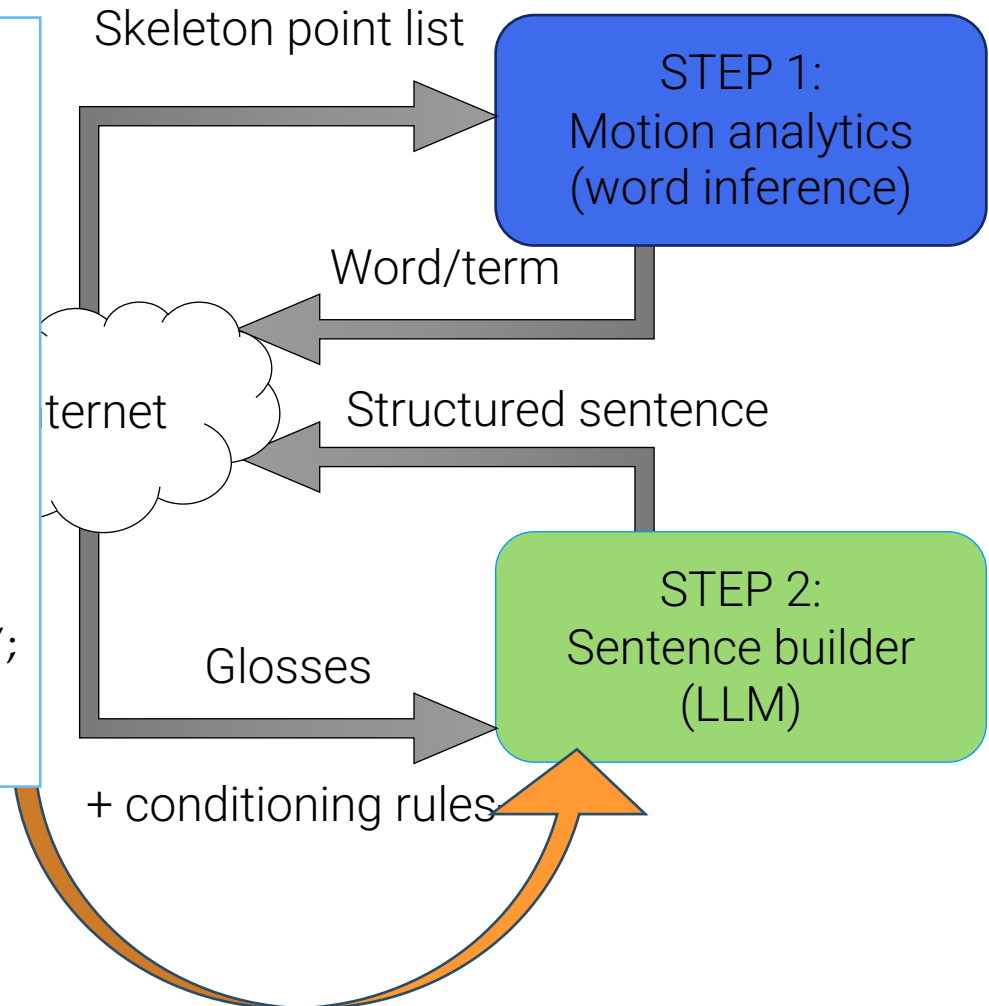 Skeleton point list
STEP 1:
Motion analytics
(word inference)
Word/term
ternet
Structured sentence
STEP 2:
Sentence builder
(LLM)
;
Glosses
+ conditioning rules